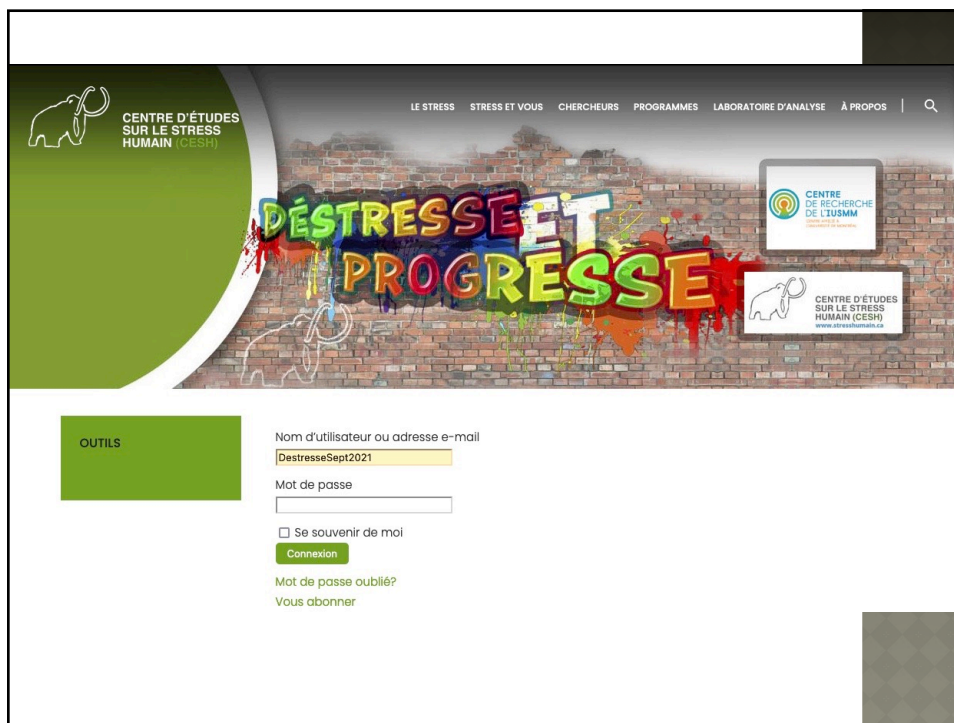 CENTRE D'ÉTUDES
SUR LE STRESS
HUMAIN (CESH)
LE STRESS STRESS ET VOUS CHERCHEURS PROGRAMMES LABORATOIRE D'ANALYSE À PROPOS
DÉSTRESSE ET
PROGRESSE
CENTRE
DE RECHERCHE
DE L'IUSMM
CENTRE D'ÉTUDES
SUR LE STRESS
HUMAIN (CESH)
www.stresshumain.ca
OUTILS
Nom d'utilisateur ou adresse e-mail
DestresseSept2021
Mot de passe
Se souvenir de moi
Connexion
Mot de passe oublié?
Vous abonner